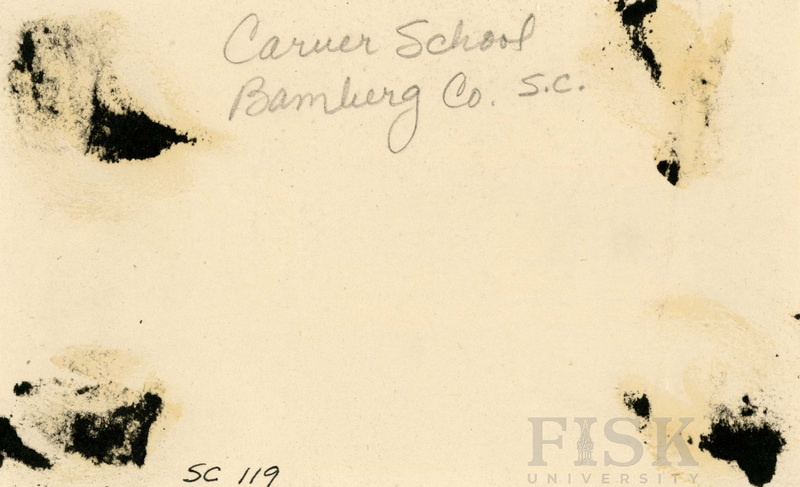 Carver School
Bamberg Co. S.C.
SC 119
FISK
UNIVERSITY